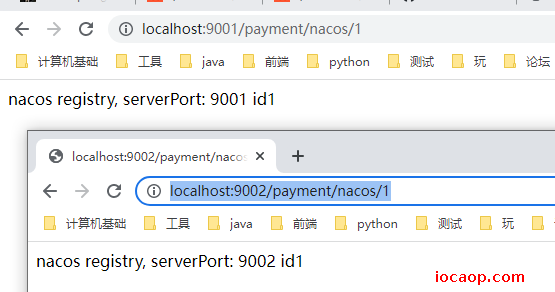 localhost:9001/payment/nacos/1
计算机基础 工具 java 前端 python 测试 玩 论坛
nacos registry, serverPort: 9001 id1
localhost:9002/payment/nacos
localhost:9002/payment/nacos/1
计算机基础 工具 java 前端 python 测试 玩
nacos registry, serverPort: 9002 id1
iocaop.com